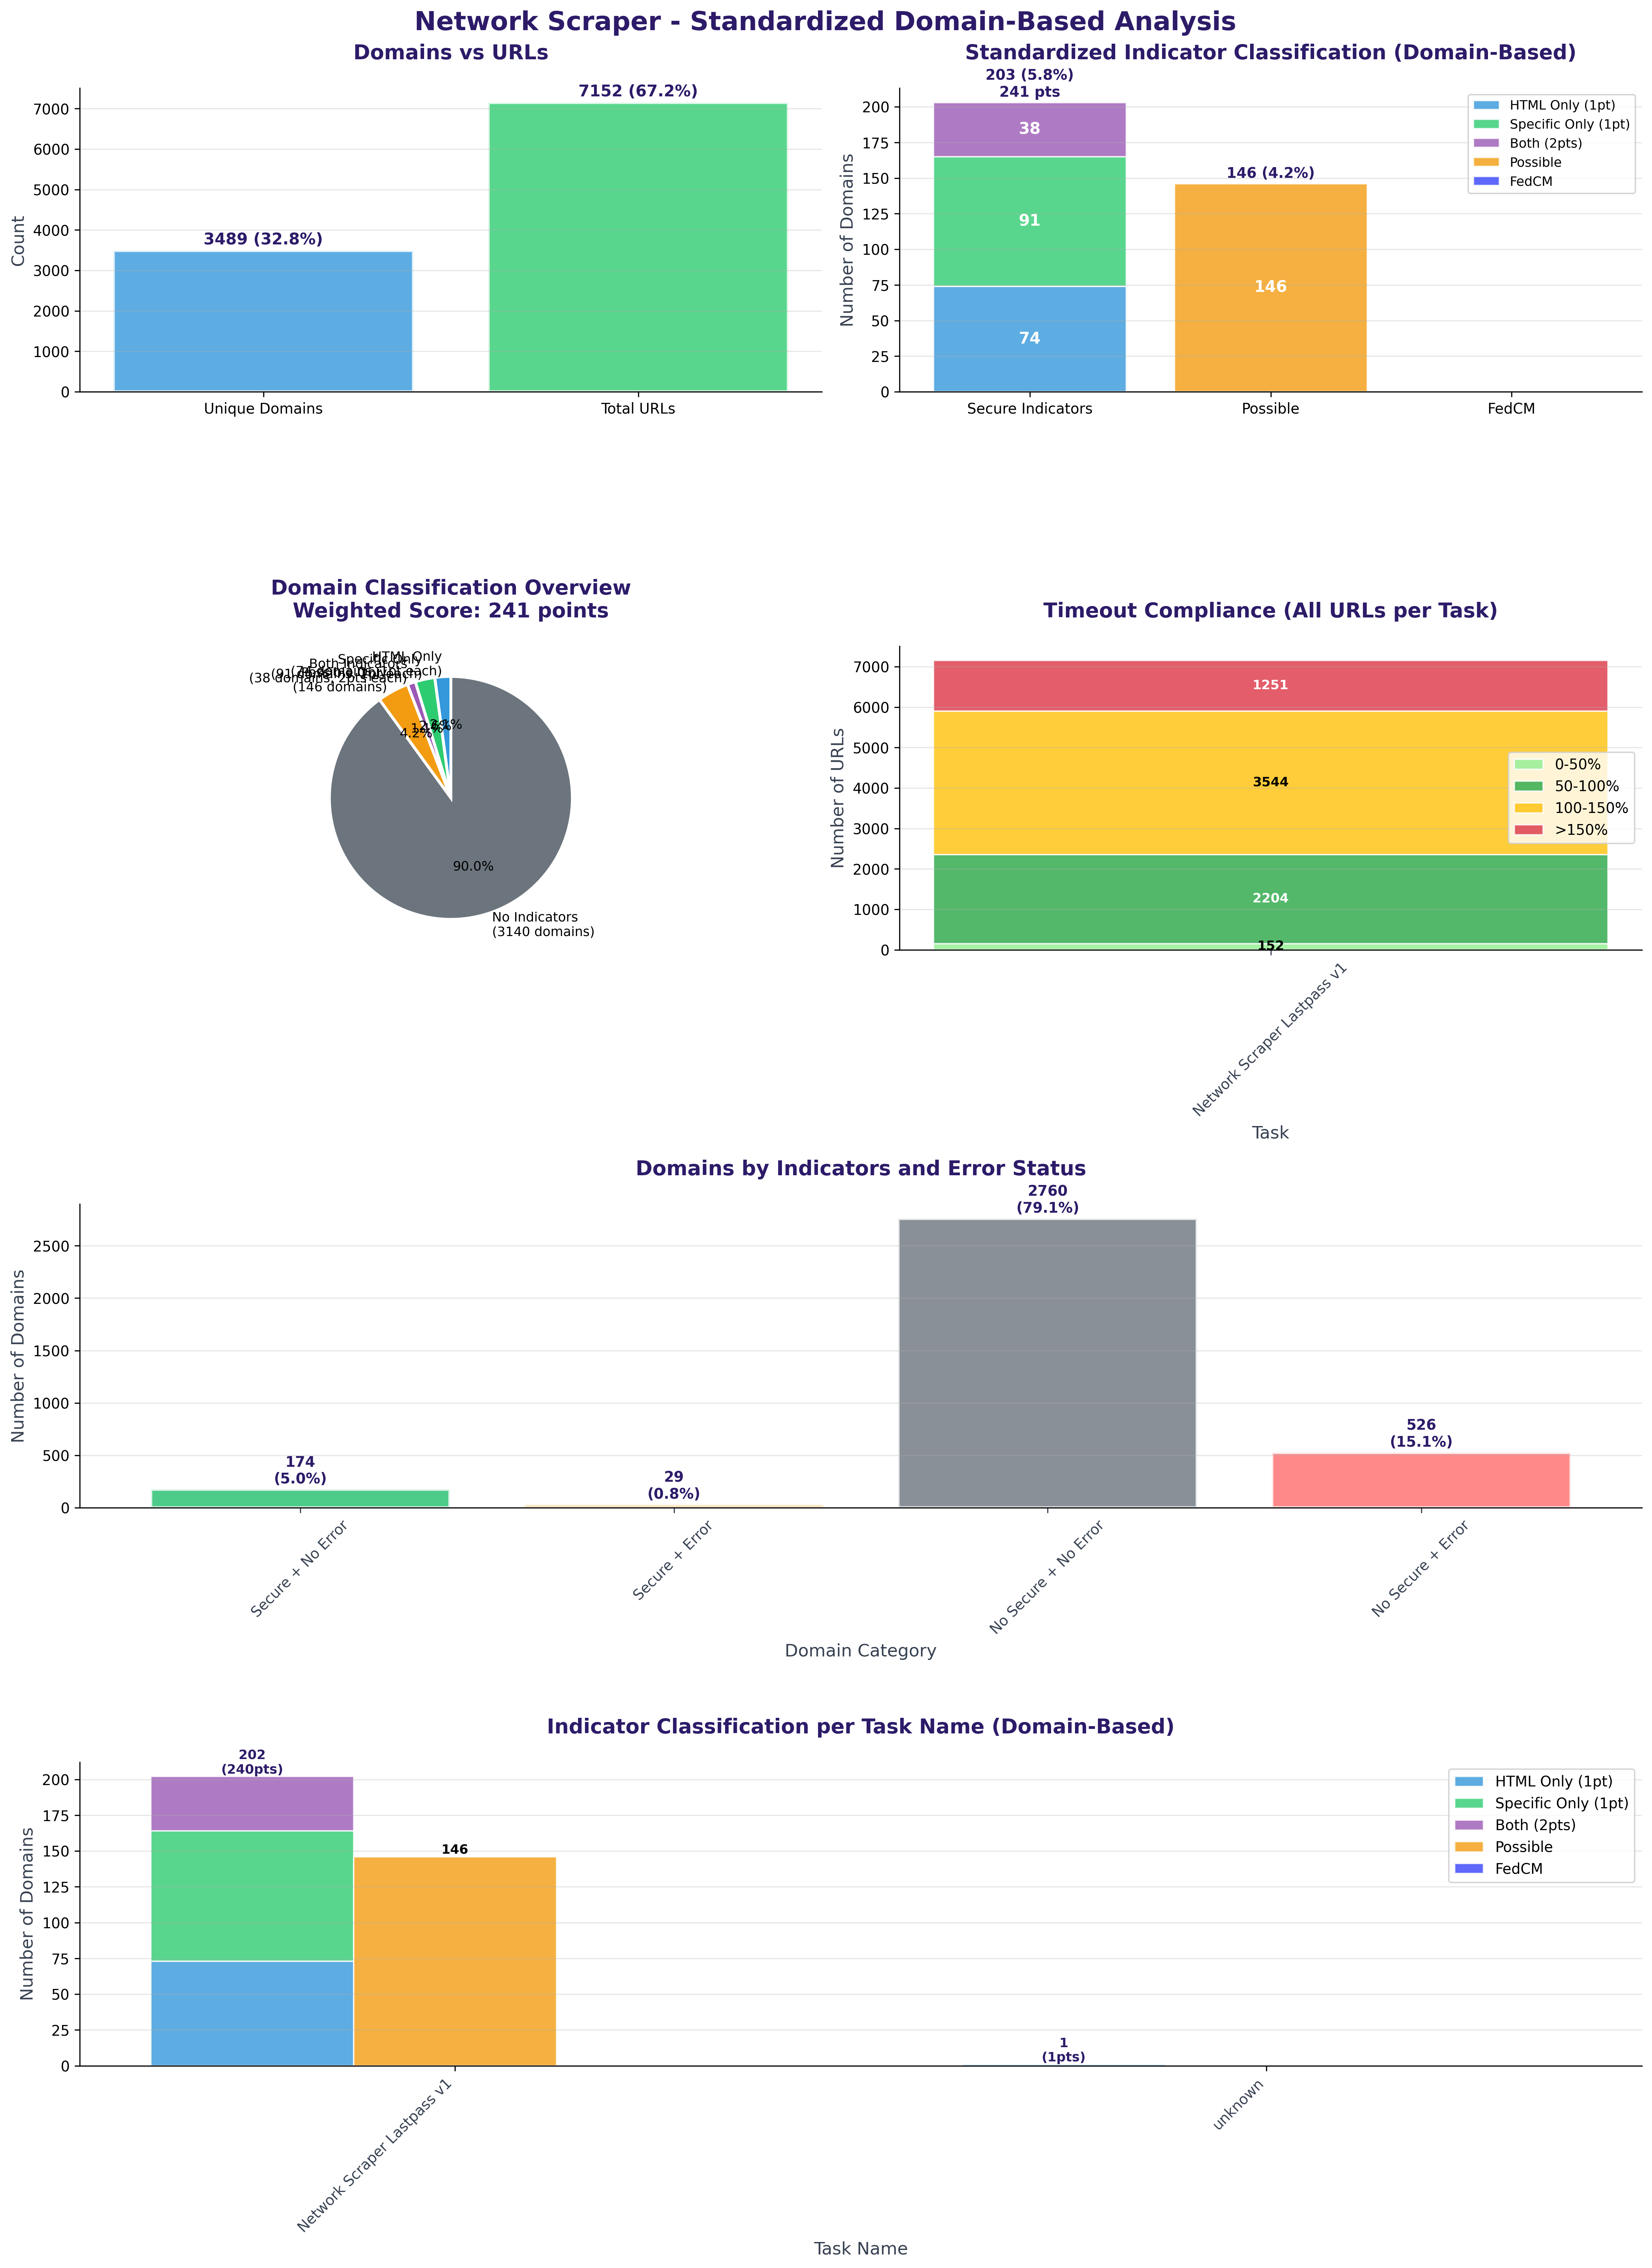 Network Scraper - Standardized Domain-Based Analysis
Domains vs URLs
7152 (67.2%)
3489 (32.8%)
7000
6000
5000
4000
3000
2000
1000
0
Count
Unique Domains
Total URLs
Standardized Indicator Classification (Domain-Based)
203 (5.8%)
241 pts
146 (4.2%)
38
91
74
146
200
175
150
125
100
75
50
25
0
Number of Domains
HTML Only (1pt)
Specific Only (1pt)
Both (2pts)
Possible
FedCM
Secure Indicators
Possible
FedCM
Domain Classification Overview
Weighted Score: 241 points
HTML Only
Specific Only
Both Indicators
(38 domains, 2pts each)
(146 domains)
4.2%
90.0%
No Indicators
(3140 domains)
Timeout Compliance (All URLs per Task)
7000
6000
5000
4000
3000
2000
1000
0
Number of URLs
1251
3544
2204
152
0-50%
50-100%
100-150%
>150%
Network Scraper Lastpass v1
Task
Domains by Indicators and Error Status
2760
(79.1%)
526
(15.1%)
174
(5.0%)
29
(0.8%)
2500
2000
1500
1000
500
0
Number of Domains
Secure + No Error
Secure + Error
No Secure + No Error
No Secure + Error
Domain Category
Indicator Classification per Task Name (Domain-Based)
202
(240pts)
146
1
(1pts)
200
175
150
125
100
75
50
25
0
Number of Domains
HTML Only (1pt)
Specific Only (1pt)
Both (2pts)
Possible
FedCM
Network Scraper Lastpass v1
unknown
Task Name